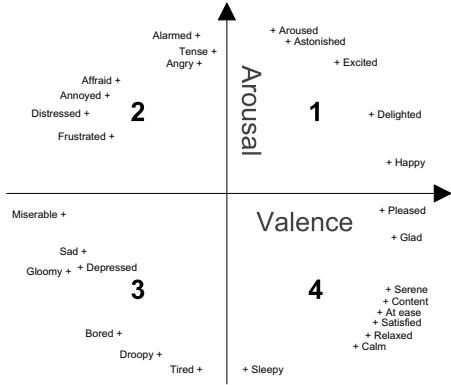 Alarmed +
+ Aroused
+ Astonished
Tense +
Angry +
+ Excited
Affraid +
Annoyed +
Distressed +
2
1
+ Delighted
Frustrated +
Arousal
+ Happy
Miserable +
Valence
+ Pleased
+ Glad
Sad +
Gloomy +
+ Depressed
3
4
+ Serene
+ Content
+ At ease
+ Satisfied
Bored +
+ Relaxed
+ Calm
Droopy +
Tired +
+ Sleepy